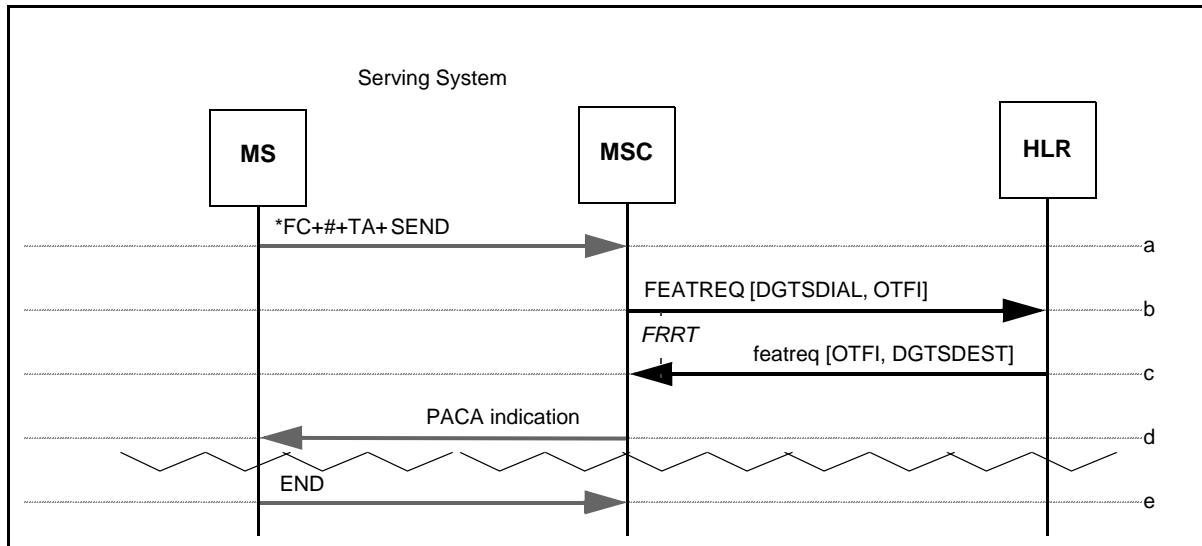 Serving System
MS
MSC
HLR
*FC+#+TA+SEND
a
FEATREQ [DGTSDIAL, OTFI]
b
FRRT
featreq [OTFI, DGTSDEST]
c
PACA indication
d
END
e